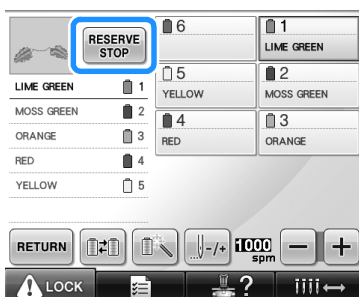 RESERVE
STOP
LIME GREEN 1
MOSS GREEN 2
ORANGE 3
RED 4
YELLOW 5
6
1
LIME GREEN
5
YELLOW
2
MOSS GREEN
4
RED
3
ORANGE
RETURN
-/+
1000
spm
-
+
LOCK
?